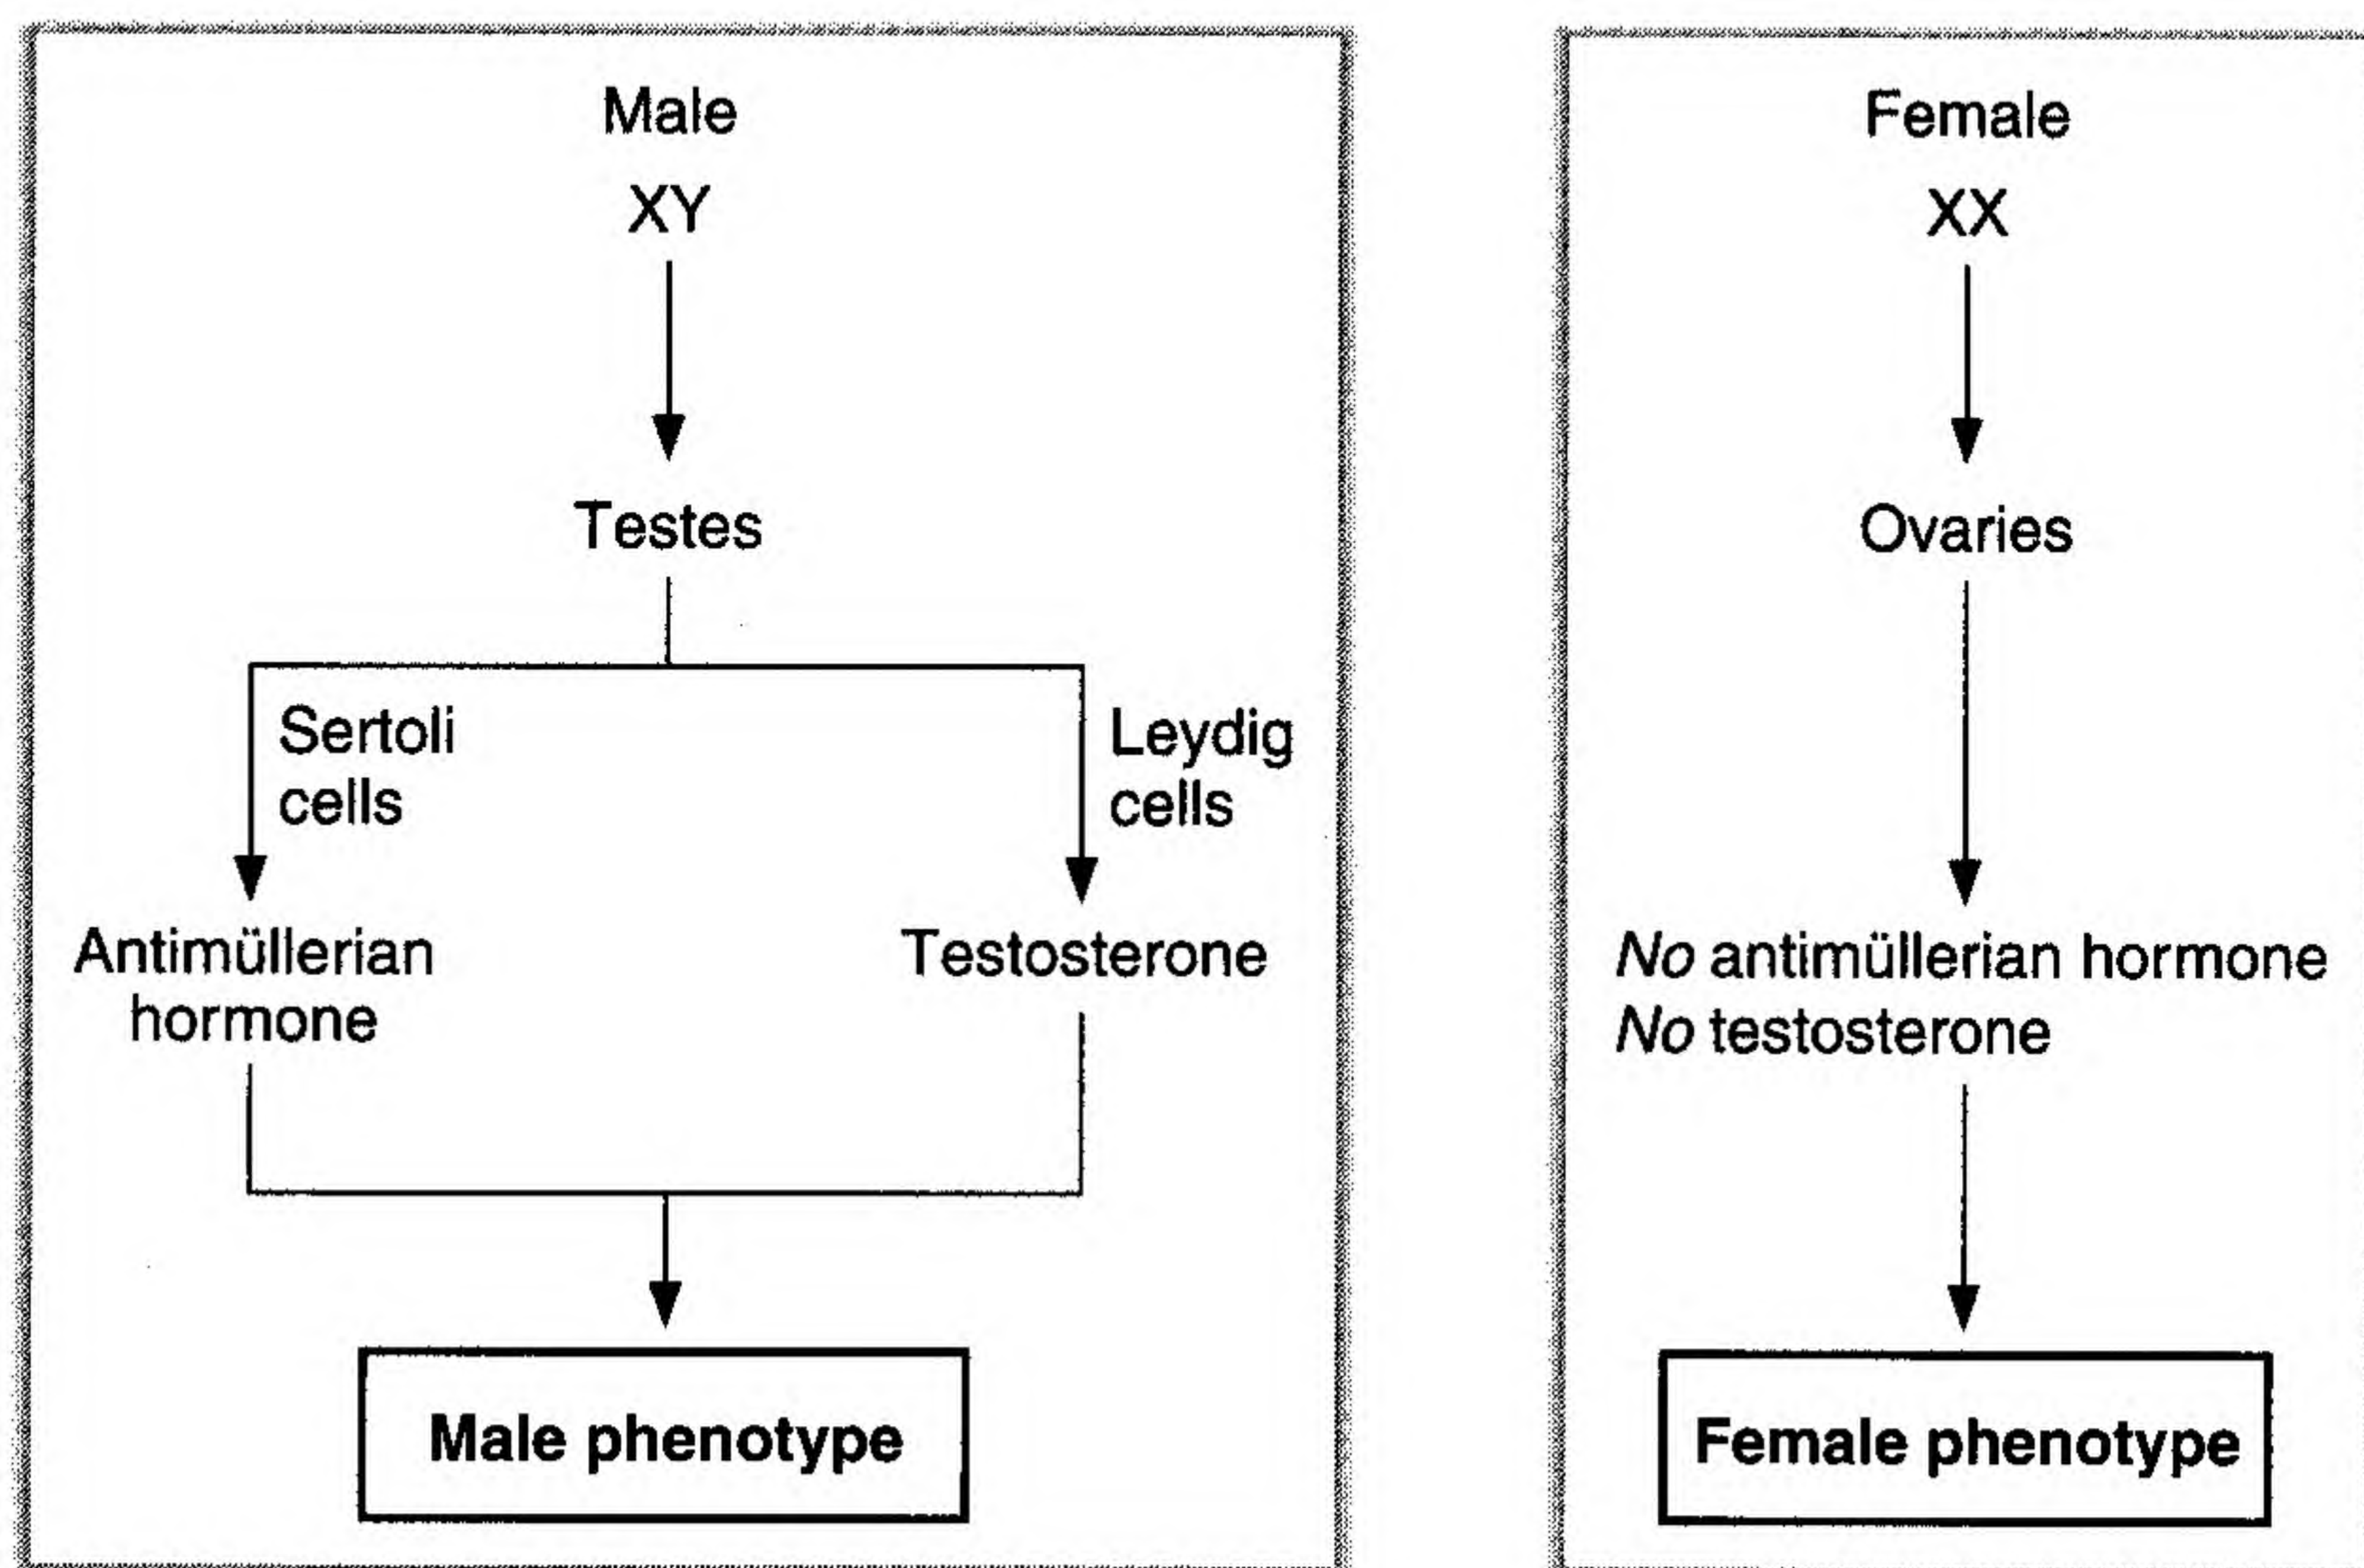 Male
XY
Testes
Sertoli
cells
Leydig
cells
Antimüllerian
hormone
Testosterone
Male phenotype
Female
XX
Ovaries
No antimüllerian hormone
No testosterone
Female phenotype